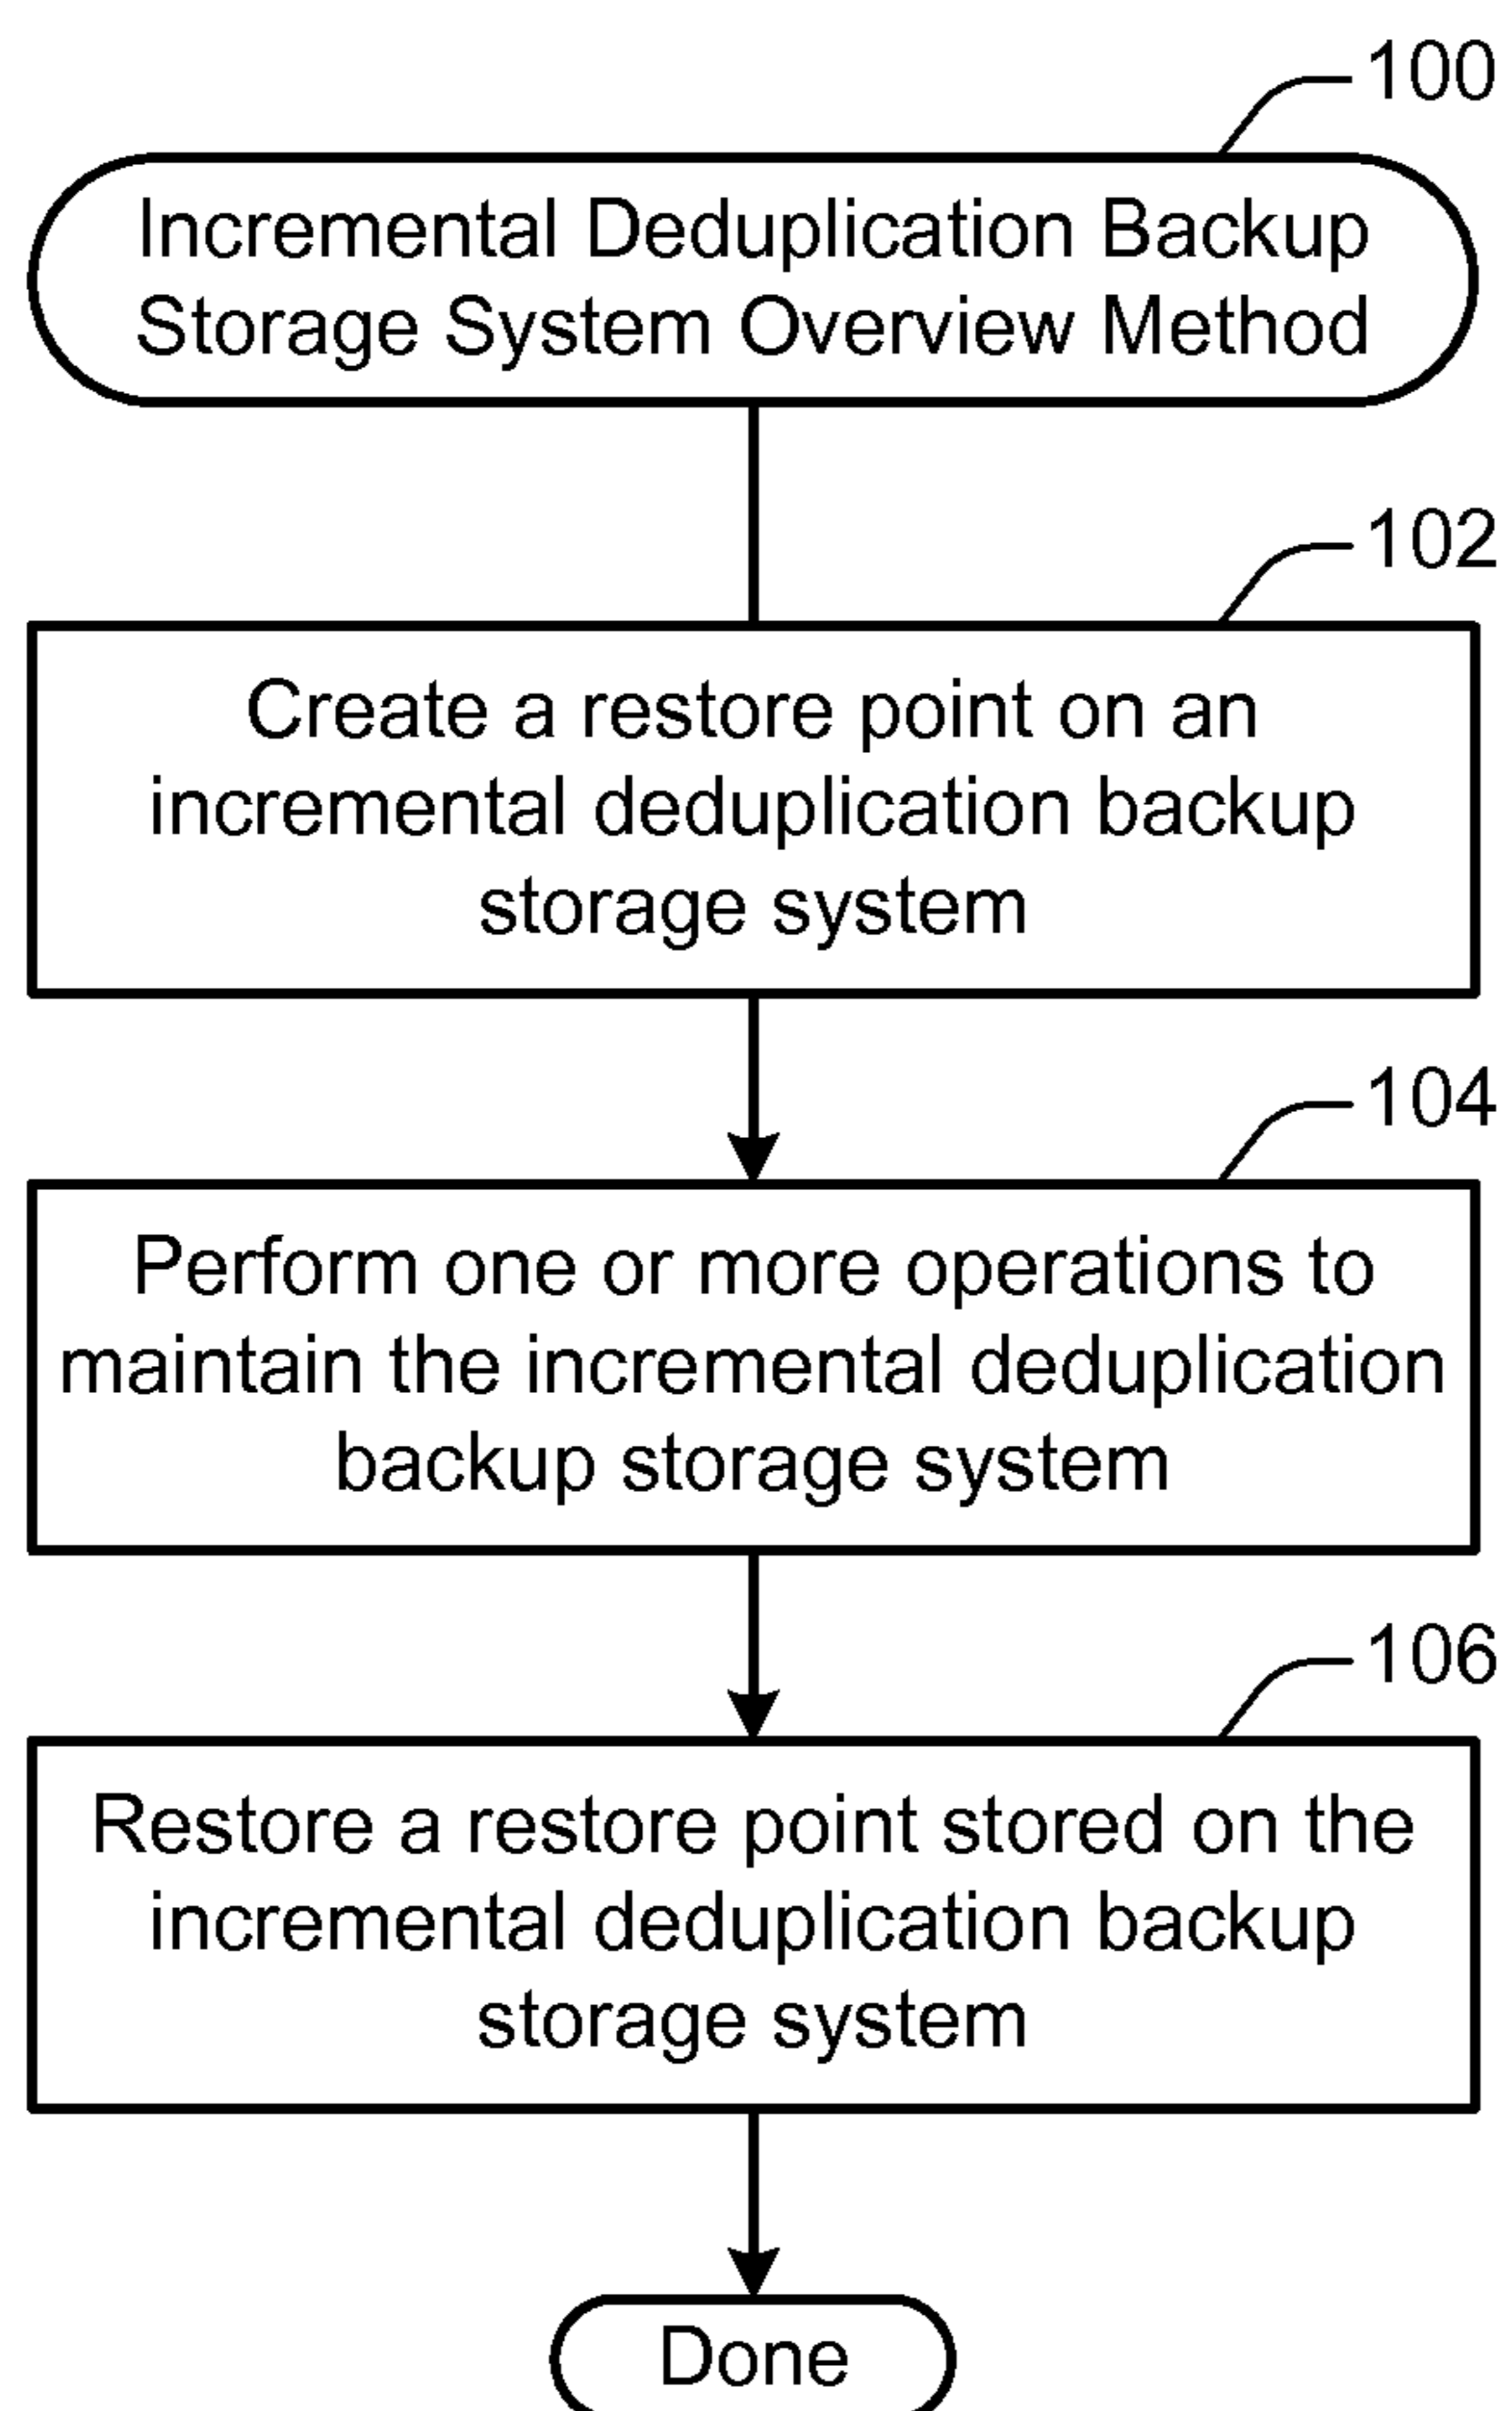 100
Incremental Deduplication Backup
Storage System Overview Method
102
Create a restore point on an
incremental deduplication backup
storage system
104
Perform one or more operations to
maintain the incremental deduplication
backup storage system
106
Restore a restore point stored on the
incremental deduplication backup
storage system
Done